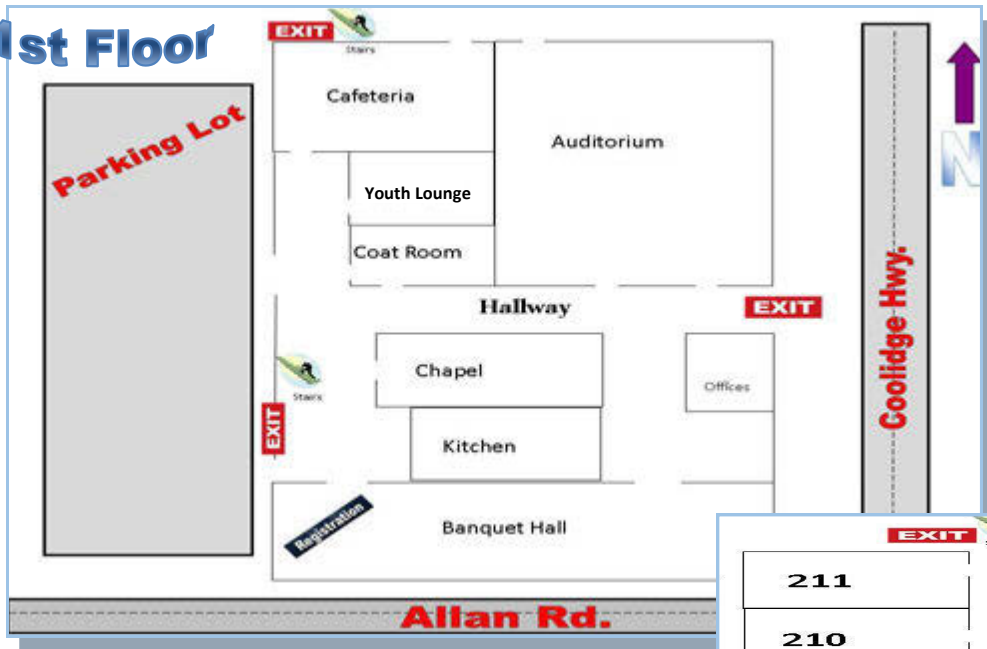 1st Floor
EXIT
Stairs
Cafeteria
Parking Lot
Auditorium
N
Youth Lounge
Coat Room
Hallway
EXIT
Coolidge Hwy.
Chapel
Offices
Stairs
EXIT
Kitchen
Registration
Banquet Hall
EXIT
211
Allan Rd.
210